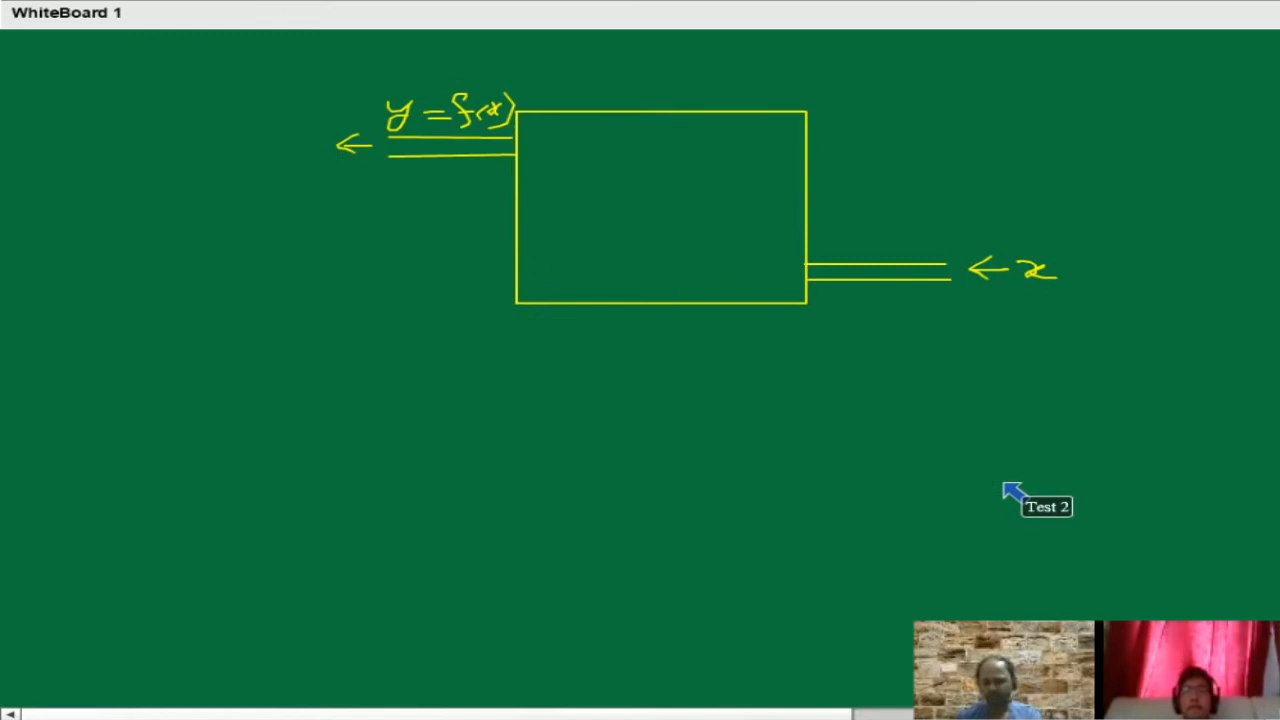 WhiteBoard 1
y = f(x)
← x
Test 2